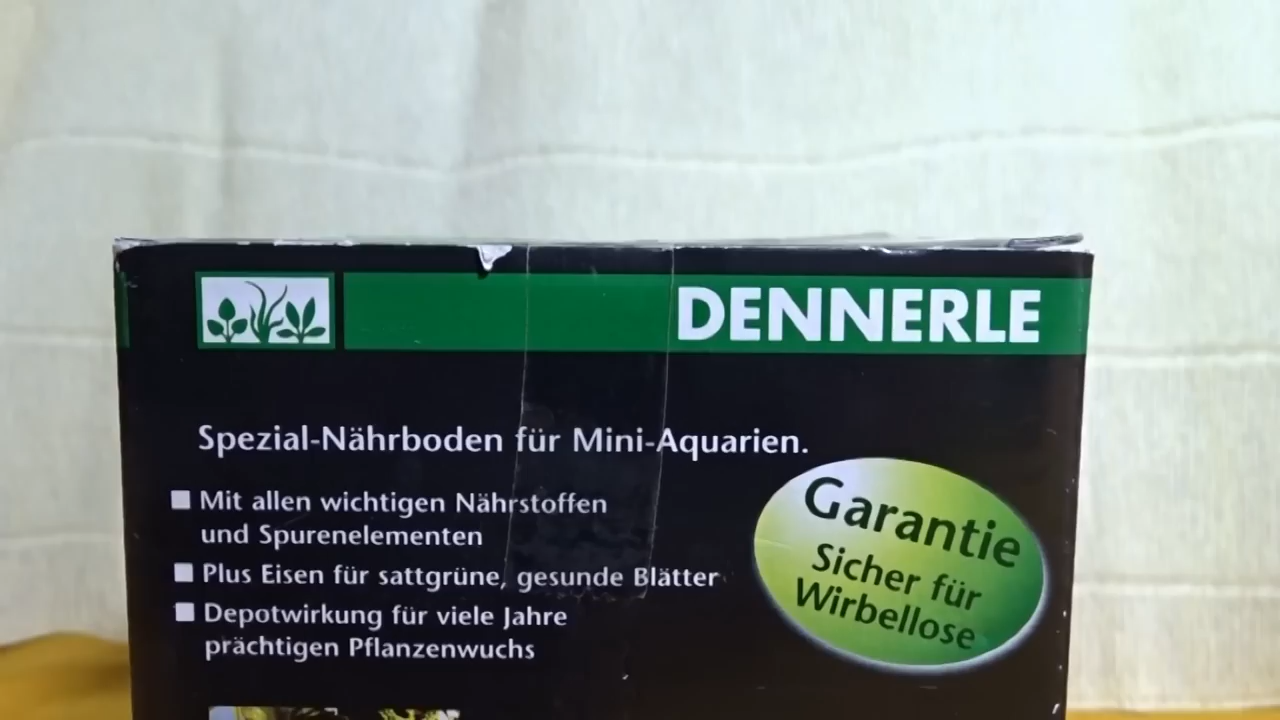 DENNERLE
Spezial-Nährboden für Mini-Aquarien.
Mit allen wichtigen Nährstoffen
und Spurenelementen
Plus Eisen für sattgrüne, gesunde Blätter
Depotwirkung für viele Jahre
prächtigen Pflanzenwuchs
Garantie
Sicher für
Wirbellose